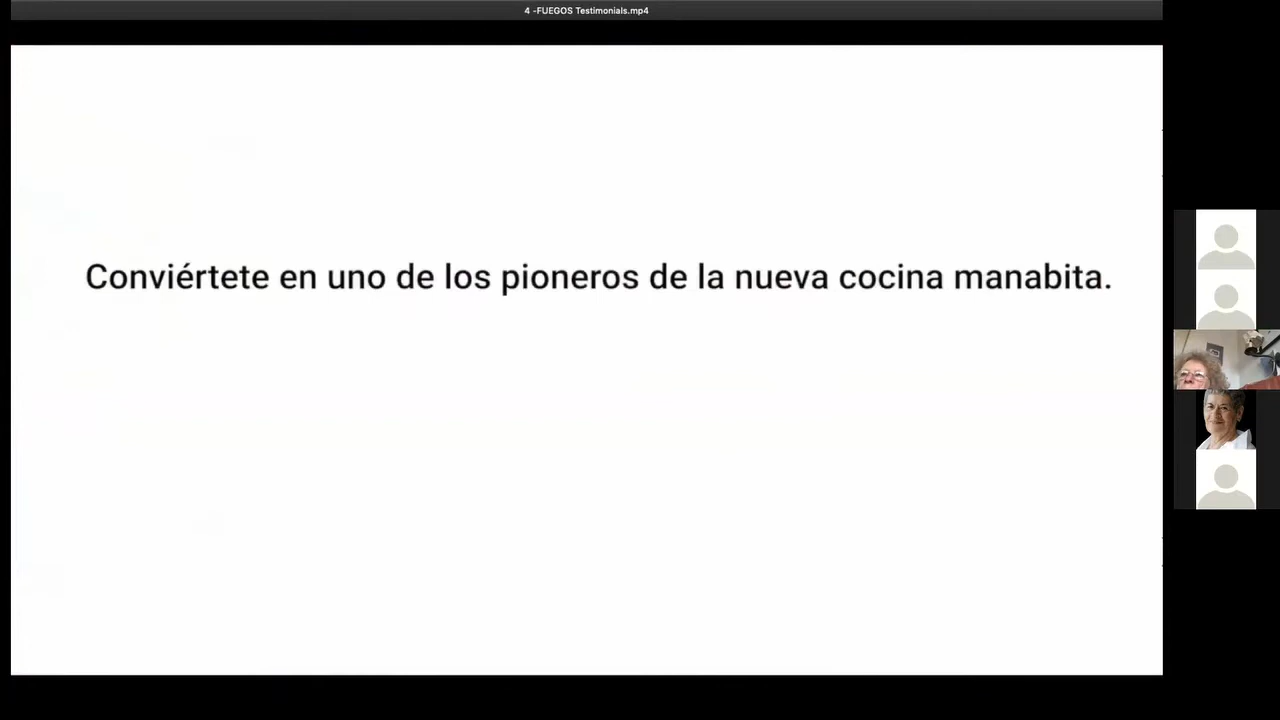 4 -FUEGOS Testimonials.mp4
Conviértete en uno de los pioneros de la nueva cocina manabita.